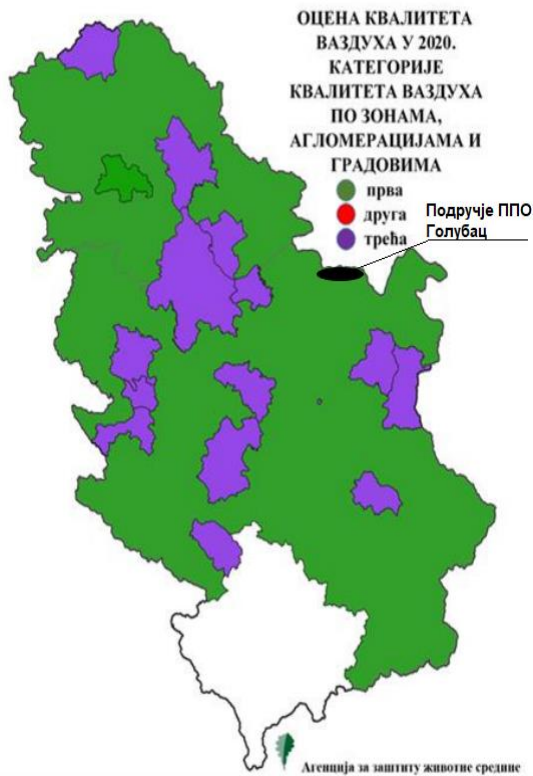 ОЦЕНА КВАЛИТЕТА
ВАЗДУХА У 2020.
КАТЕГОРИЈЕ
КВАЛИТЕТА ВАЗДУХА
ПО ЗОНАМА,
АГЛОМЕРАЦИЈАМА И
ГРАДОВИМА
прва
друга
трећа
Подручје ППО
Голубац
Агенција за заштиту животне средине